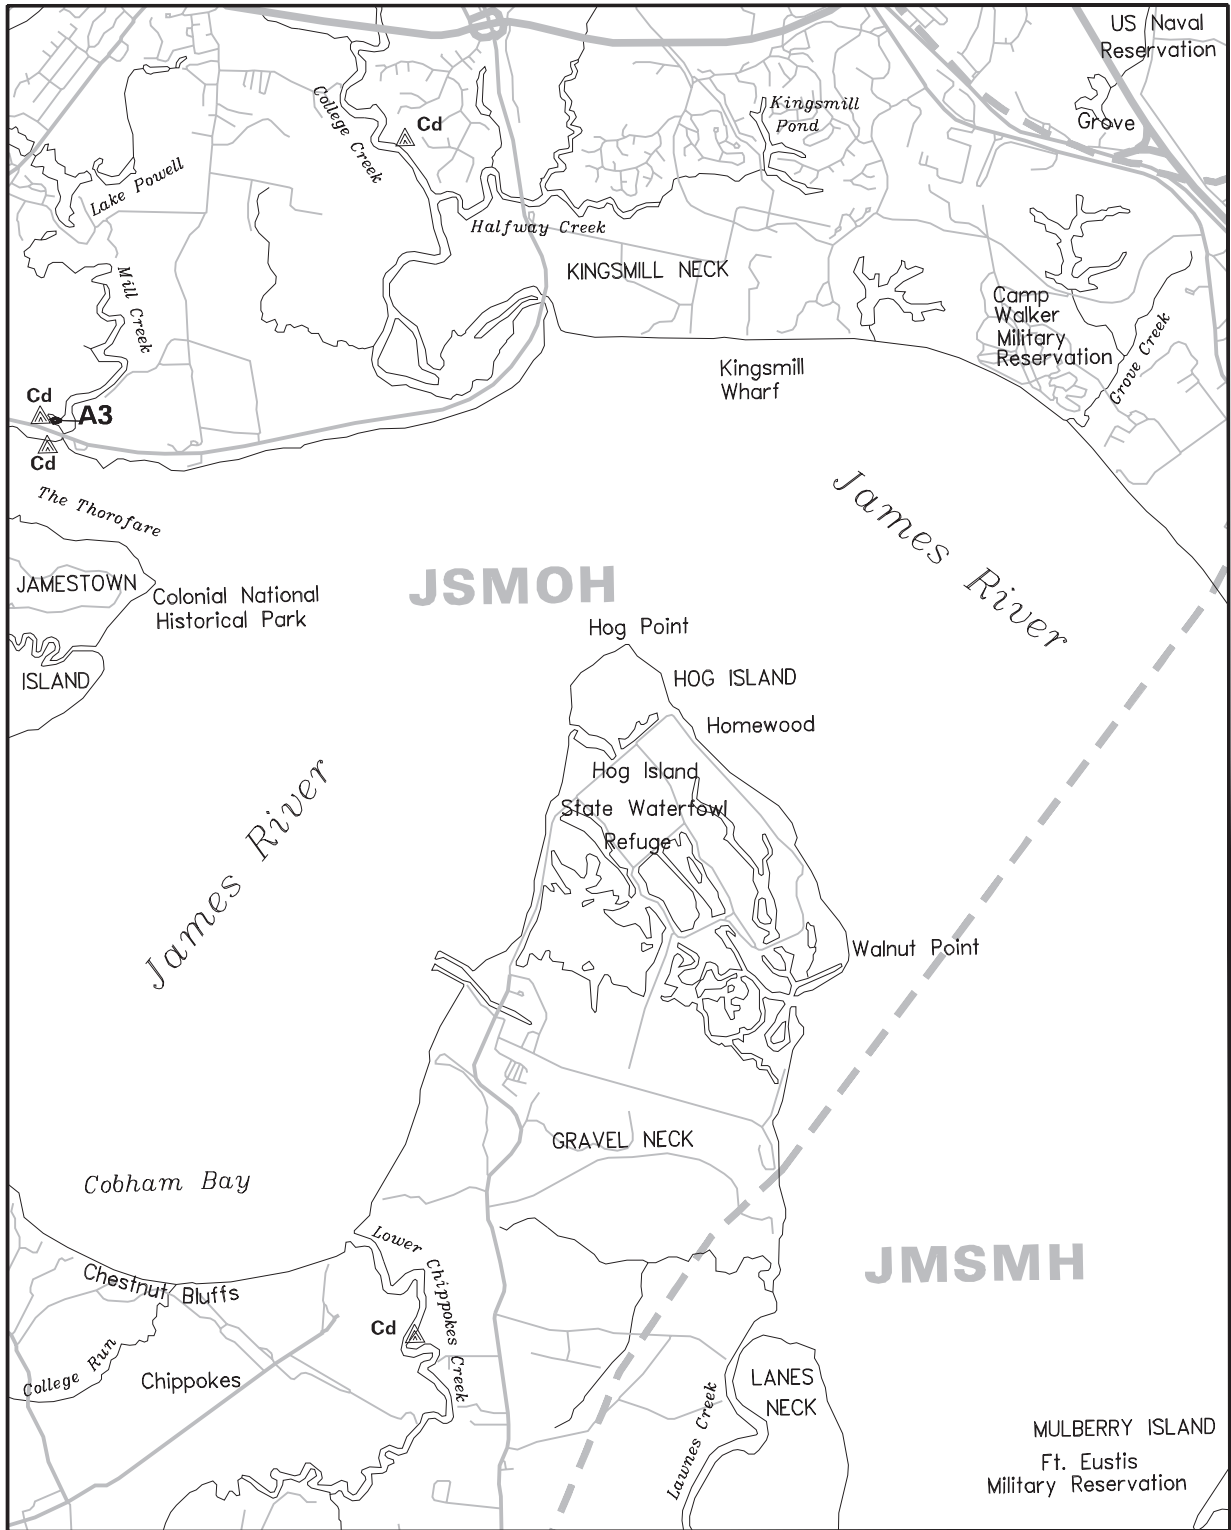 US Naval
Reservation
College Creek
Cd
Kingsmill
Pond
Grove
Lake Powell
Halfway Creek
KINGSMILL NECK
Mill Creek
Camp
Walker
Military
Reservation
Grove Creek
Kingsmill
Wharf
Cd
A3
Cd
The Thorofare
James River
JAMESTOWN
ISLAND
Colonial National
Historical Park
JSMOH
Hog Point
HOG ISLAND
Homewood
Hog Island
State Waterfowl
Refuge
James River
Walnut Point
GRAVEL NECK
Cobham Bay
Lower Chippokes Creek
JMSMH
Chestnut Bluffs
Cd
College Run
Chippokes
LANES
NECK
Lawnes Creek
MULBERRY ISLAND
Ft. Eustis
Military Reservation